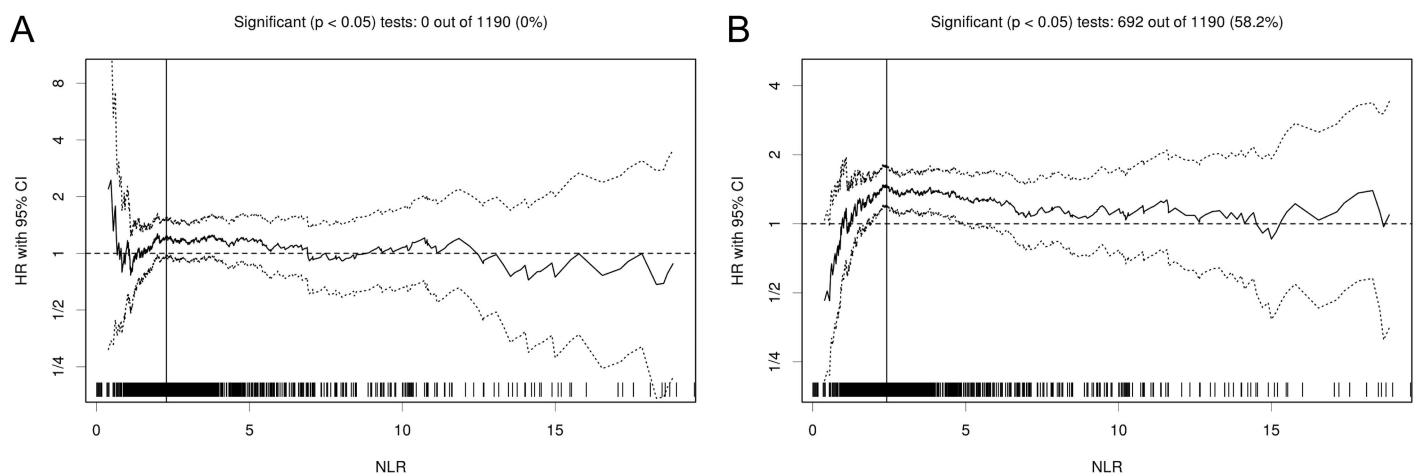 A
Significant (p < 0.05) tests: 0 out of 1190 (0%)
HR with 95% CI
8
4
2
1
1/2
1/4
0
5
10
15
NLR
B
Significant (p < 0.05) tests: 692 out of 1190 (58.2%)
HR with 95% CI
4
2
1
1/2
1/4
0
5
10
15
NLR